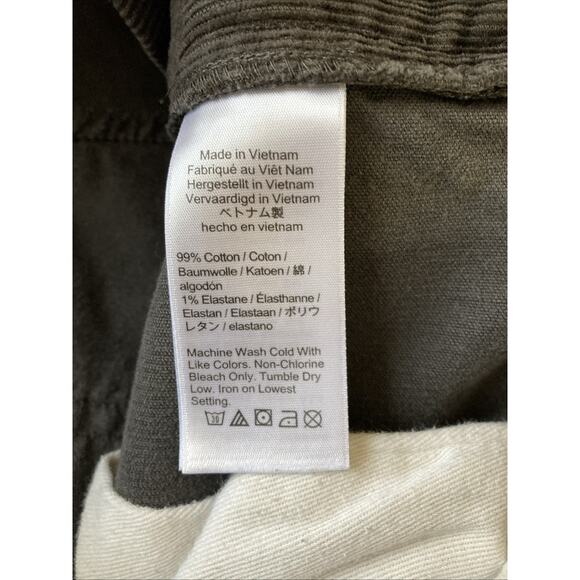 Made in Vietnam
Fabriqué au Viêt Nam
Hergestellt in Vietnam
Vervaardigd in Vietnam
ベトナム製
hecho en vietnam
99% Cotton / Coton /
Baumwolle / Katoen / 綿 /
algodón
1% Elastane / Élasthanne /
Elastan / Elastaan / ポリウ
レタン / elastano
Machine Wash Cold With
Like Colors. Non-Chlorine
Bleach Only. Tumble Dry
Low. Iron on Lowest
Setting.
30